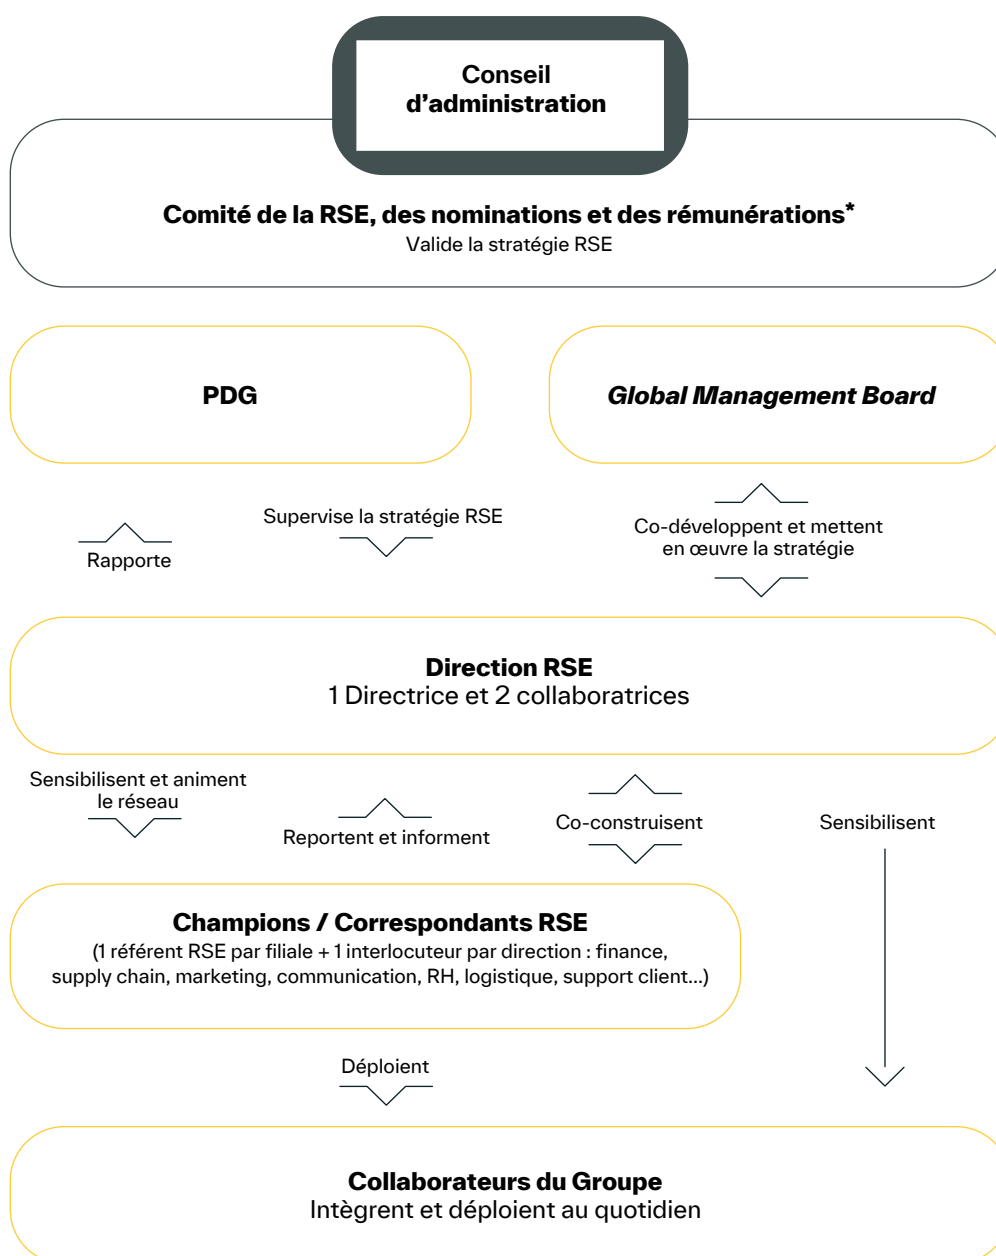 Conseil
d’administration
Comité de la RSE, des nominations et des rémunérations*
Valide la stratégie RSE
PDG
Global Management Board
Supervise la stratégie RSE
Rapporte
Co-développent et mettent
en œuvre la stratégie
Direction RSE
1 Directrice et 2 collaboratrices
Sensibilisent et animent
le réseau
Reportent et informent
Co-construisent
Sensibilisent
Champions / Correspondants RSE
(1 référent RSE par filiale + 1 interlocuteur par direction : finance,
supply chain, marketing, communication, RH, logistique, support client...)
Déploient
Collaborateurs du Groupe
Intègrent et déploient au quotidien